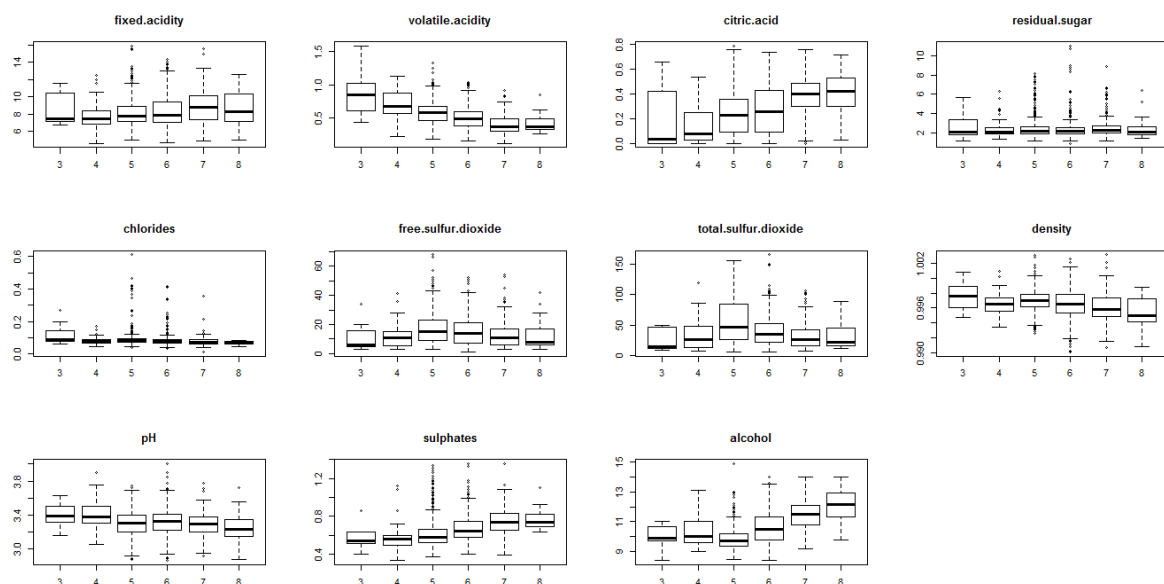 fixed.acidity
14
12
10
8
6
3 4 5 6 7 8
volatile.acidity
1.5
1.0
0.5
3 4 5 6 7 8
citric.acid
0.8
0.6
0.4
0.2
0.0
3 4 5 6 7 8
residual.sugar
10
8
6
4
2
3 4 5 6 7 8
chlorides
0.6
0.4
0.2
0.0
3 4 5 6 7 8
free.sulfur.dioxide
60
40
20
0
3 4 5 6 7 8
total.sulfur.dioxide
150
100
50
0
3 4 5 6 7 8
density
1.002
0.996
0.990
3 4 5 6 7 8
pH
3.8
3.4
3.0
3 4 5 6 7 8
sulphates
1.2
0.8
0.4
3 4 5 6 7 8
alcohol
15
13
11
9
3 4 5 6 7 8